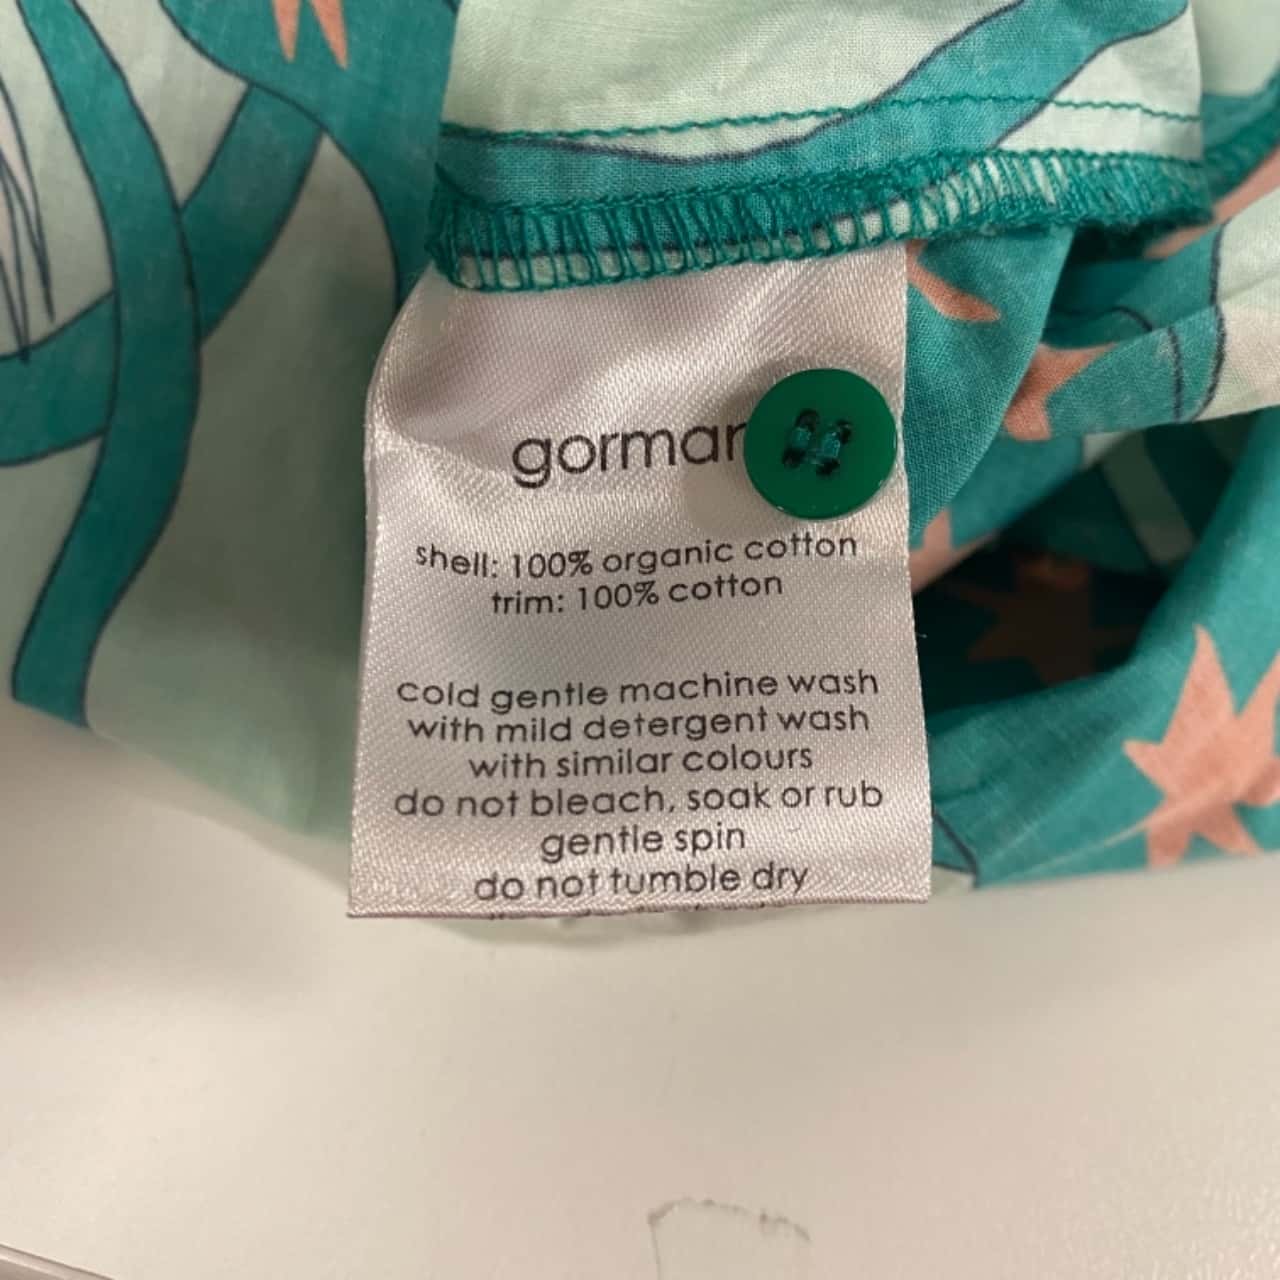 gorman
shell: 100% organic cotton
trim: 100% cotton
cold gentle machine wash
with mild detergent wash
with similar colours
do not bleach, soak or rub
gentle spin
do not tumble dry